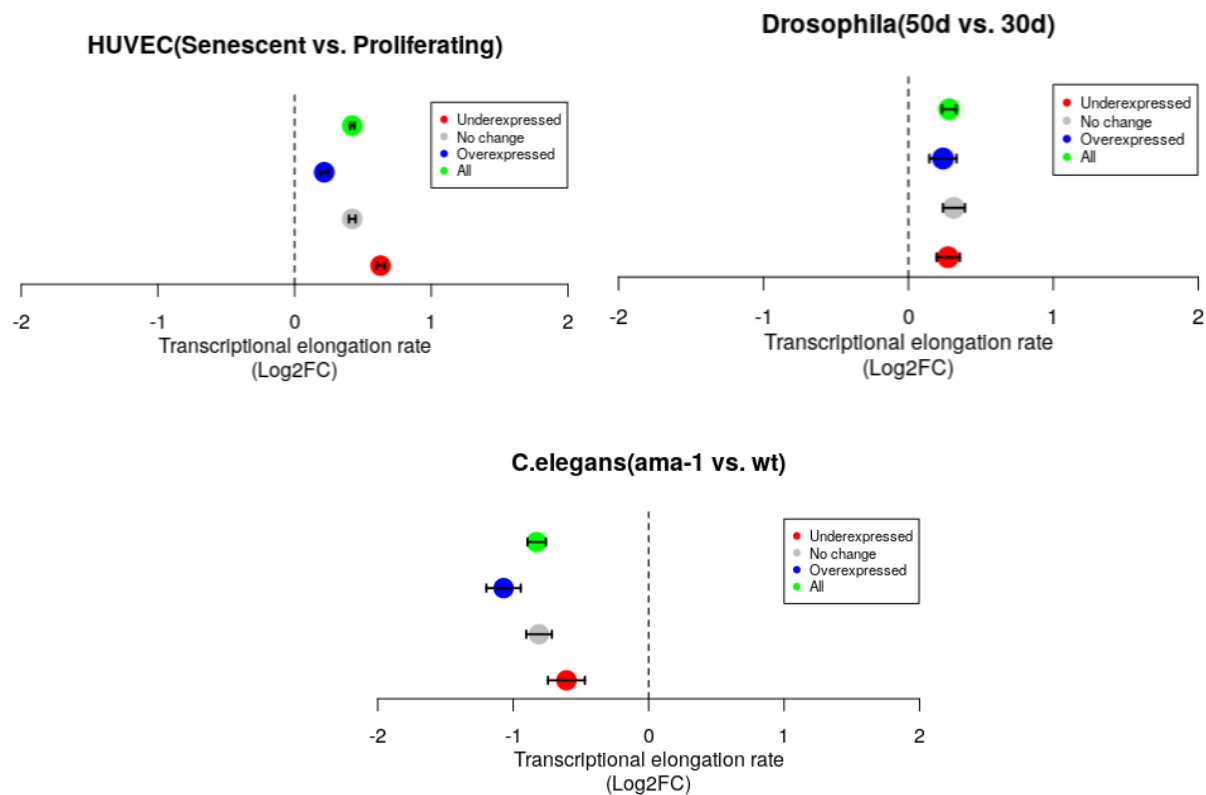 HUVEC(Senescent vs. Proliferating)
Underexpressed
No change
Overexpressed
All
-2 -1 0 1 2
Transcriptional elongation rate
(Log2FC)
Drosophila(50d vs. 30d)
Underexpressed
No change
Overexpressed
All
-2 -1 0 1 2
Transcriptional elongation rate
(Log2FC)
C.elegans(ama-1 vs. wt)
Underexpressed
No change
Overexpressed
All
-2 -1 0 1 2
Transcriptional elongation rate
(Log2FC)